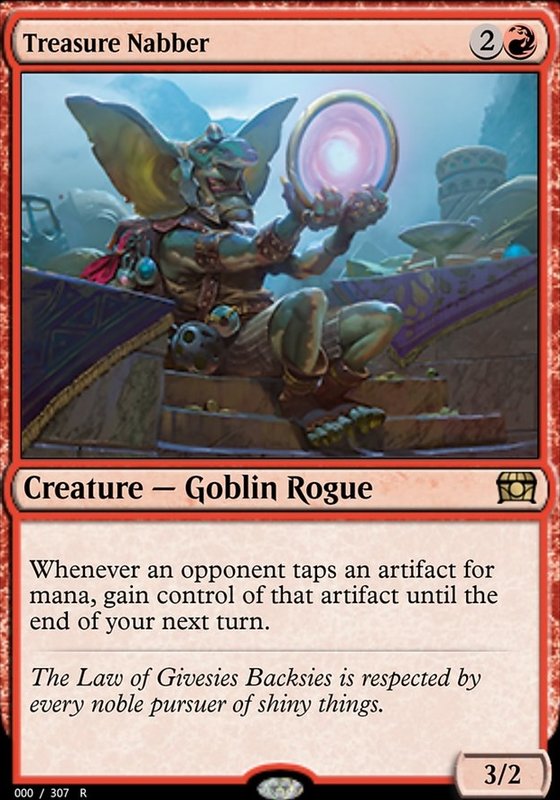 Treasure Nabber
2
Creature — Goblin Rogue
Whenever an opponent taps an artifact for
mana, gain control of that artifact until the
end of your next turn.
The Law of Givesies Backsies is respected by
every noble pursuer of shiny things.
3/2
000 / 307 R